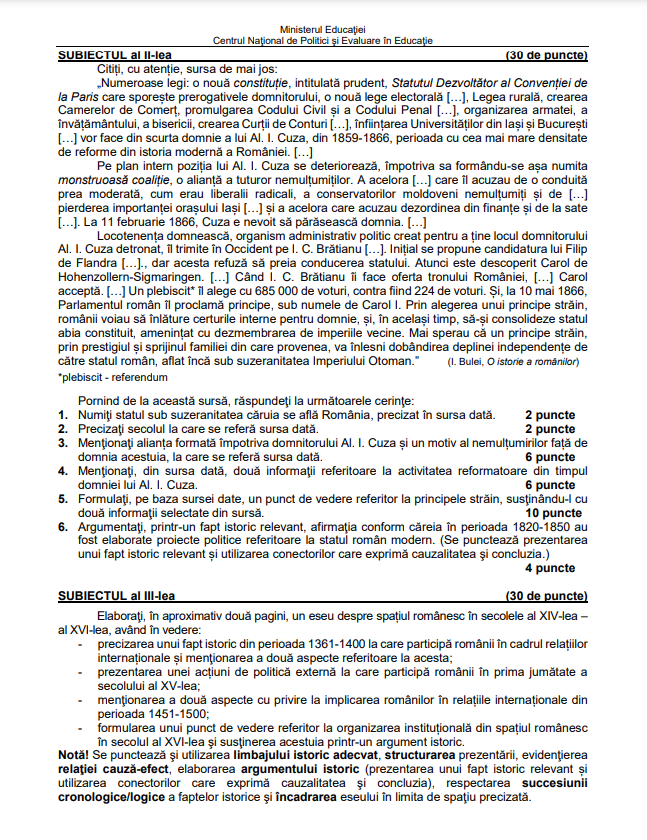 Ministerul Educaţiei
Centrul Naţional de Politici şi Evaluare în Educaţie
SUBIECTUL al II-lea (30 de puncte)
Citiți, cu atenție, sursa de mai jos:
„Numeroase legi: o nouă constituție, intitulată prudent, Statutul Dezvoltător al Convenției de
la Paris care sporește prerogativele domnitorului, o nouă lege electorală […], Legea rurală, crearea
Camerelor de Comerț, promulgarea Codului Civil și a Codului Penal […], organizarea armatei, a
învățământului, a bisericii, crearea Curții de Conturi […], înființarea Universităților din Iași și București
[…] vor face din scurta domnie a lui Al. I. Cuza, din 1859-1866, perioada cu cea mai mare densitate
de reforme din istoria modernă a României. […]
Pe plan intern poziția lui Al. I. Cuza se deteriorează, împotriva sa formându-se așa numita
monstruoasă coaliție, o alianță a tuturor nemulțumiților. A acelora […] care îl acuzau de o conduită
prea moderată, cum erau liberalii radicali, a conservatorilor moldoveni nemulțumiți și de […]
pierderea importanței orașului Iași […] și a acelora care acuzau dezordinea din finanțe și de la sate
[…]. La 11 februarie 1866, Cuza e nevoit să părăsească domnia. […]
Locotenența domnească, organism administrativ politic creat pentru a ține locul domnitorului
Al. I. Cuza detronat, îl trimite în Occident pe I. C. Brătianu […]. Inițial se propune candidatura lui Filip
de Flandra […]., dar acesta refuză să preia conducerea statului. Atunci este descoperit Carol de
Hohenzollern-Sigmaringen. […] Când I. C. Brătianu îi face oferta tronului României, […] Carol
acceptă. […] Un plebiscit* îl alege cu 685 000 de voturi, contra fiind 224 de voturi. Și, la 10 mai 1866,
Parlamentul român îl proclamă principe, sub numele de Carol I. Prin alegerea unui principe străin,
românii voiau să înlăture certurile interne pentru domnie, și, în același timp, să-și consolideze statul
abia constituit, amenințat cu dezmembrarea de imperiile vecine. Mai sperau că un principe străin,
prin prestigiul și sprijinul familiei din care provenea, va înlesni dobândirea deplinei independențe de
către statul român, aflat încă sub suzeranitatea Imperiului Otoman.” (I. Bulei, O istorie a românilor)
*plebiscit - referendum
Pornind de la această sursă, răspundeţi la următoarele cerinţe:
1. Numiţi statul sub suzeranitatea căruia se află România, precizat în sursa dată. 2 puncte
2. Precizaţi secolul la care se referă sursa dată. 2 puncte
3. Menţionaţi alianța formată împotriva domnitorului Al. I. Cuza și un motiv al nemulțumirilor față de
domnia acestuia, la care se referă sursa dată. 6 puncte
4. Menţionaţi, din sursa dată, două informaţii referitoare la activitatea reformatoare din timpul
domniei lui Al. I. Cuza. 6 puncte
5. Formulaţi, pe baza sursei date, un punct de vedere referitor la principele străin, susţinându-l cu
două informaţii selectate din sursă. 10 puncte
6. Argumentaţi, printr-un fapt istoric relevant, afirmaţia conform căreia în perioada 1820-1850 au
fost elaborate proiecte politice referitoare la statul român modern. (Se punctează prezentarea
unui fapt istoric relevant şi utilizarea conectorilor care exprimă cauzalitatea şi concluzia.)
4 puncte
SUBIECTUL al III-lea (30 de puncte)
Elaboraţi, în aproximativ două pagini, un eseu despre spațiul românesc în secolele al XIV-lea –
al XVI-lea, având în vedere:
- precizarea unui fapt istoric din perioada 1361-1400 la care participă românii în cadrul relațiilor
internaționale și menţionarea a două aspecte referitoare la acesta;
- prezentarea unei acțiuni de politică externă la care participă românii în prima jumătate a
secolului al XV-lea;
- menţionarea a două aspecte cu privire la implicarea românilor în relațiile internaționale din
perioada 1451-1500;
- formularea unui punct de vedere referitor la organizarea instituțională din spațiul românesc
în secolul al XVI-lea şi susţinerea acestuia printr-un argument istoric.
Notă! Se punctează şi utilizarea limbajului istoric adecvat, structurarea prezentării, evidenţierea
relaţiei cauză-efect, elaborarea argumentului istoric (prezentarea unui fapt istoric relevant și
utilizarea conectorilor care exprimă cauzalitatea şi concluzia), respectarea succesiunii
cronologice/logice a faptelor istorice şi încadrarea eseului în limita de spaţiu precizată.